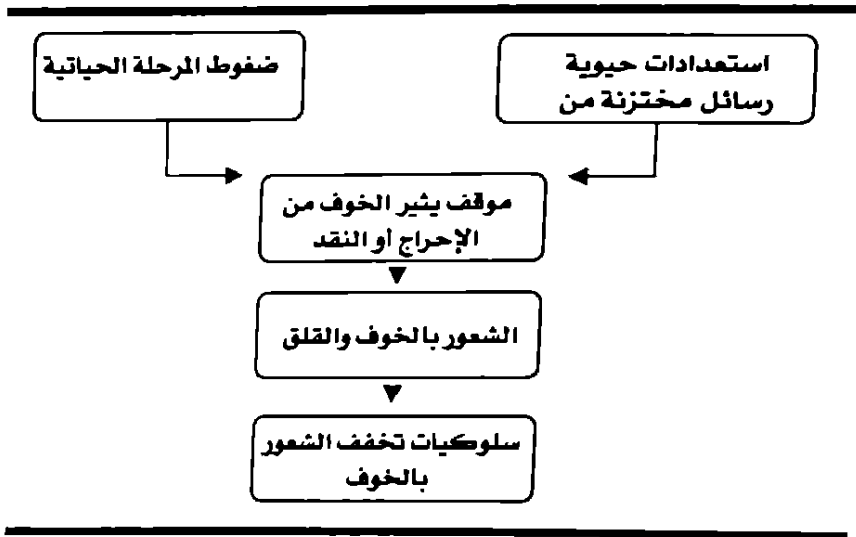 استعدادات حيوية
رسائل مختزنة من
ضغوط المرحلة الحياتية
موقف يثير الخوف من
الإحراج أو النقد
الشعور بالخوف والقلق
سلوكيات تخفف الشعور
بالخوف